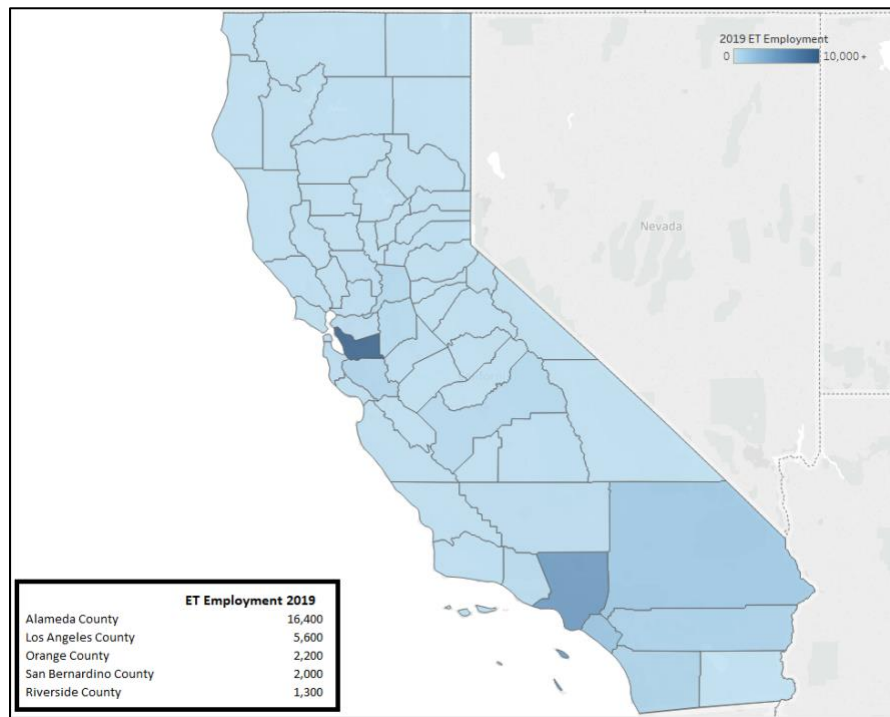 2019 ET Employment
0 10,000 +
Nevada
ET Employment 2019
Alameda County 16,400
Los Angeles County 5,600
Orange County 2,200
San Bernardino County 2,000
Riverside County 1,300